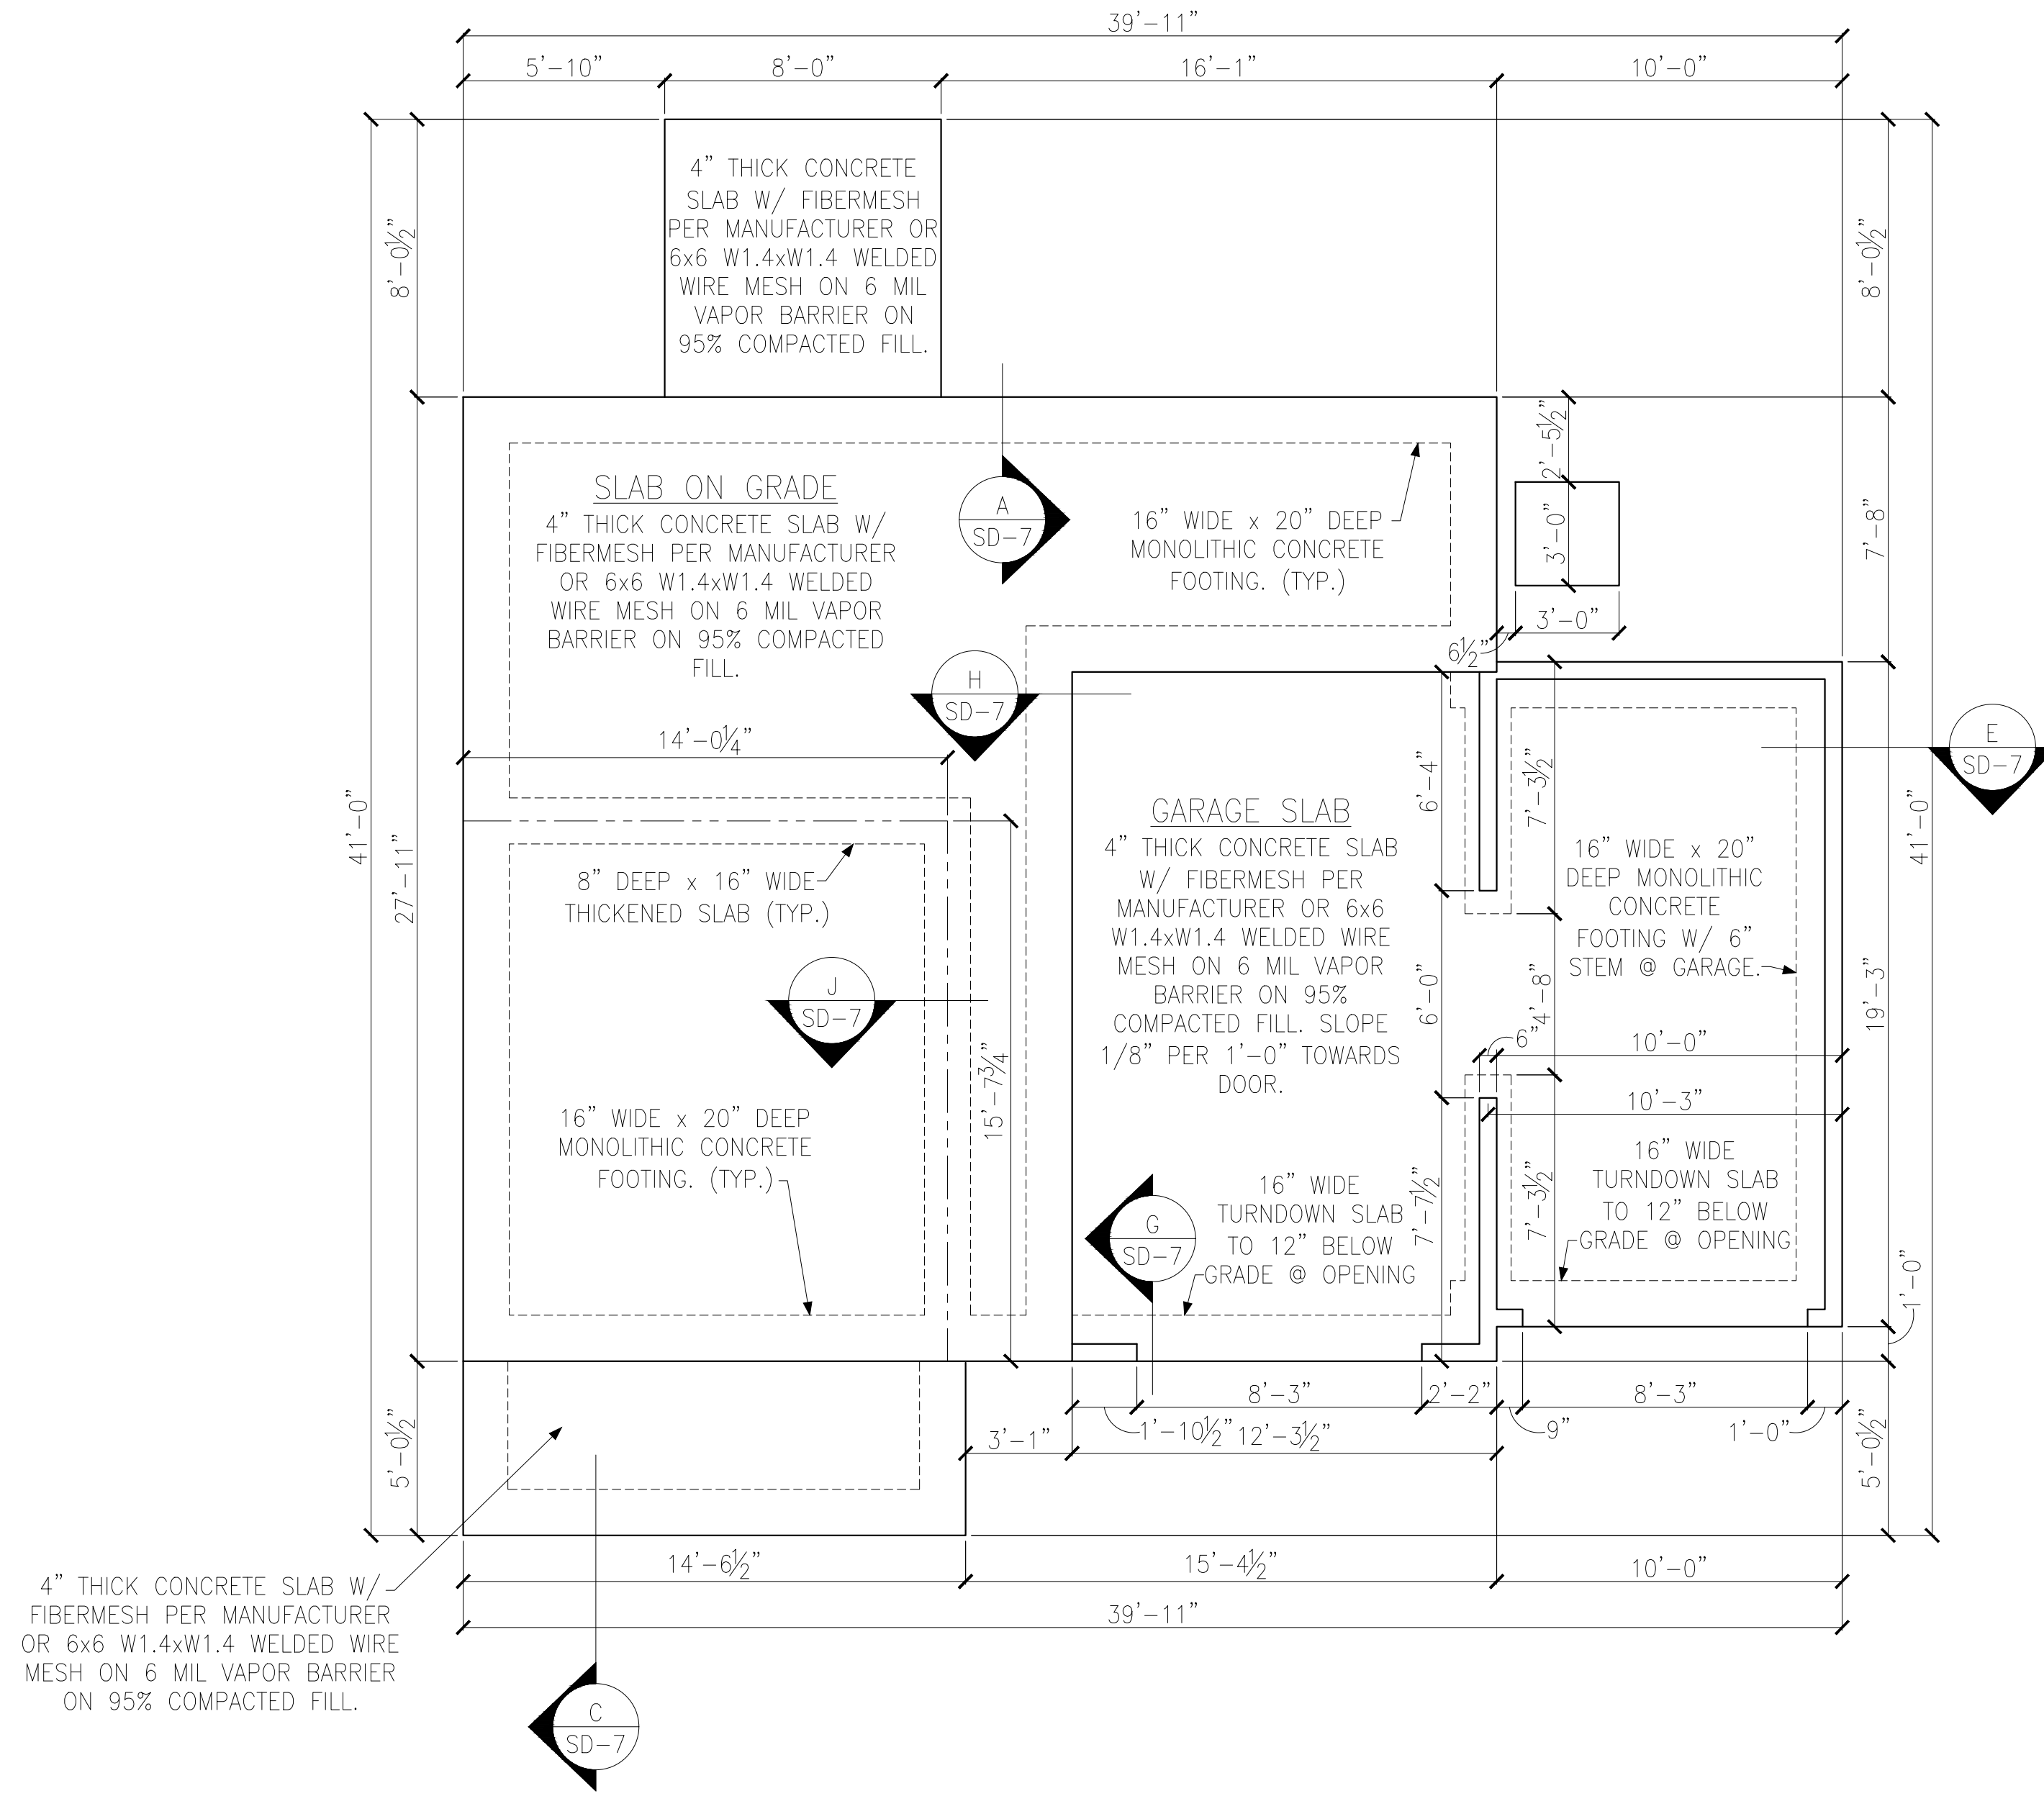 39'-11"
5'-10"
8'-0"
16'-1"
10'-0"
4" THICK CONCRETE
SLAB W/ FIBERMESH
PER MANUFACTURER OR
6x6 W1.4xW1.4 WELDED
WIRE MESH ON 6 MIL
VAPOR BARRIER ON
95% COMPACTED FILL.
8'-0½"
8'-0½"
SLAB ON GRADE
4" THICK CONCRETE SLAB W/
FIBERMESH PER MANUFACTURER
OR 6x6 W1.4xW1.4 WELDED
WIRE MESH ON 6 MIL VAPOR
BARRIER ON 95% COMPACTED
FILL.
A
SD-7
16" WIDE x 20" DEEP
MONOLITHIC CONCRETE
FOOTING. (TYP.)
2'-5½"
3'-0"
3'-0"
6½"
7'-8"
H
SD-7
14'-0¼"
E
SD-7
41'-0"
27'-11"
41'-0"
8" DEEP x 16" WIDE
THICKENED SLAB (TYP.)
J
SD-7
GARAGE SLAB
4" THICK CONCRETE SLAB
W/ FIBERMESH PER
MANUFACTURER OR 6x6
W1.4xW1.4 WELDED WIRE
MESH ON 6 MIL VAPOR
BARRIER ON 95%
COMPACTED FILL. SLOPE
1/8" PER 1'-0" TOWARDS
DOOR.
6'-4"
7'-3½"
16" WIDE x 20"
DEEP MONOLITHIC
CONCRETE
FOOTING W/ 6"
STEM @ GARAGE.
6'-0"
4'-8"
19'-3"
6"
10'-0"
10'-3"
15'-7¾"
16" WIDE x 20" DEEP
MONOLITHIC CONCRETE
FOOTING. (TYP.)
G
SD-7
16" WIDE
TURNDOWN SLAB
TO 12" BELOW
GRADE @ OPENING
7'-7½"
7'-3½"
16" WIDE
TURNDOWN SLAB
TO 12" BELOW
GRADE @ OPENING
1'-0"
5'-0½"
8'-3"
2'-2"
8'-3"
1'-10½"
9"
1'-0"
3'-1"
12'-3½"
5'-0½"
14'-6½"
15'-4½"
10'-0"
39'-11"
4" THICK CONCRETE SLAB W/
FIBERMESH PER MANUFACTURER
OR 6x6 W1.4xW1.4 WELDED WIRE
MESH ON 6 MIL VAPOR BARRIER
ON 95% COMPACTED FILL.
C
SD-7